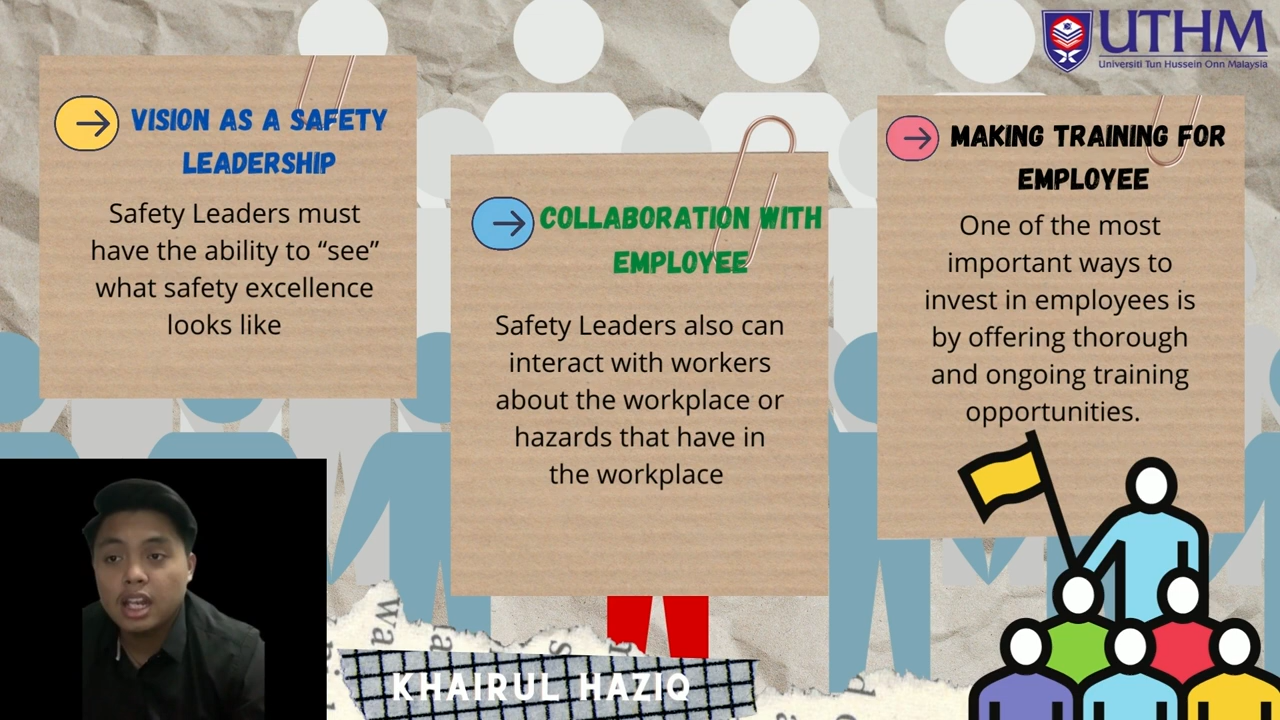 UTHM
Universiti Tun Hussein Onn Malaysia
VISION AS A SAFETY
LEADERSHIP
Safety Leaders must
have the ability to “see”
what safety excellence
looks like
COLLABORATION WITH
EMPLOYEE
Safety Leaders also can
interact with workers
about the workplace or
hazards that have in
the workplace
MAKING TRAINING FOR
EMPLOYEE
One of the most
important ways to
invest in employees is
by offering thorough
and ongoing training
opportunities.
KHAIRUL HAZIQ